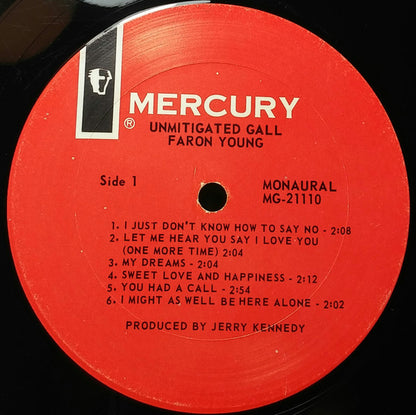 MERCURY
®
UNMITIGATED GALL
FARON YOUNG
Side 1
MONAURAL
MG-21110
1. I JUST DON'T KNOW HOW TO SAY NO - 2:08
2. LET ME HEAR YOU SAY I LOVE YOU
(ONE MORE TIME) 2:04
3. MY DREAMS - 2:04
4. SWEET LOVE AND HAPPINESS - 2:12
5. YOU HAD A CALL - 2:54
6. I MIGHT AS WELL BE HERE ALONE - 2:02
PRODUCED BY JERRY KENNEDY